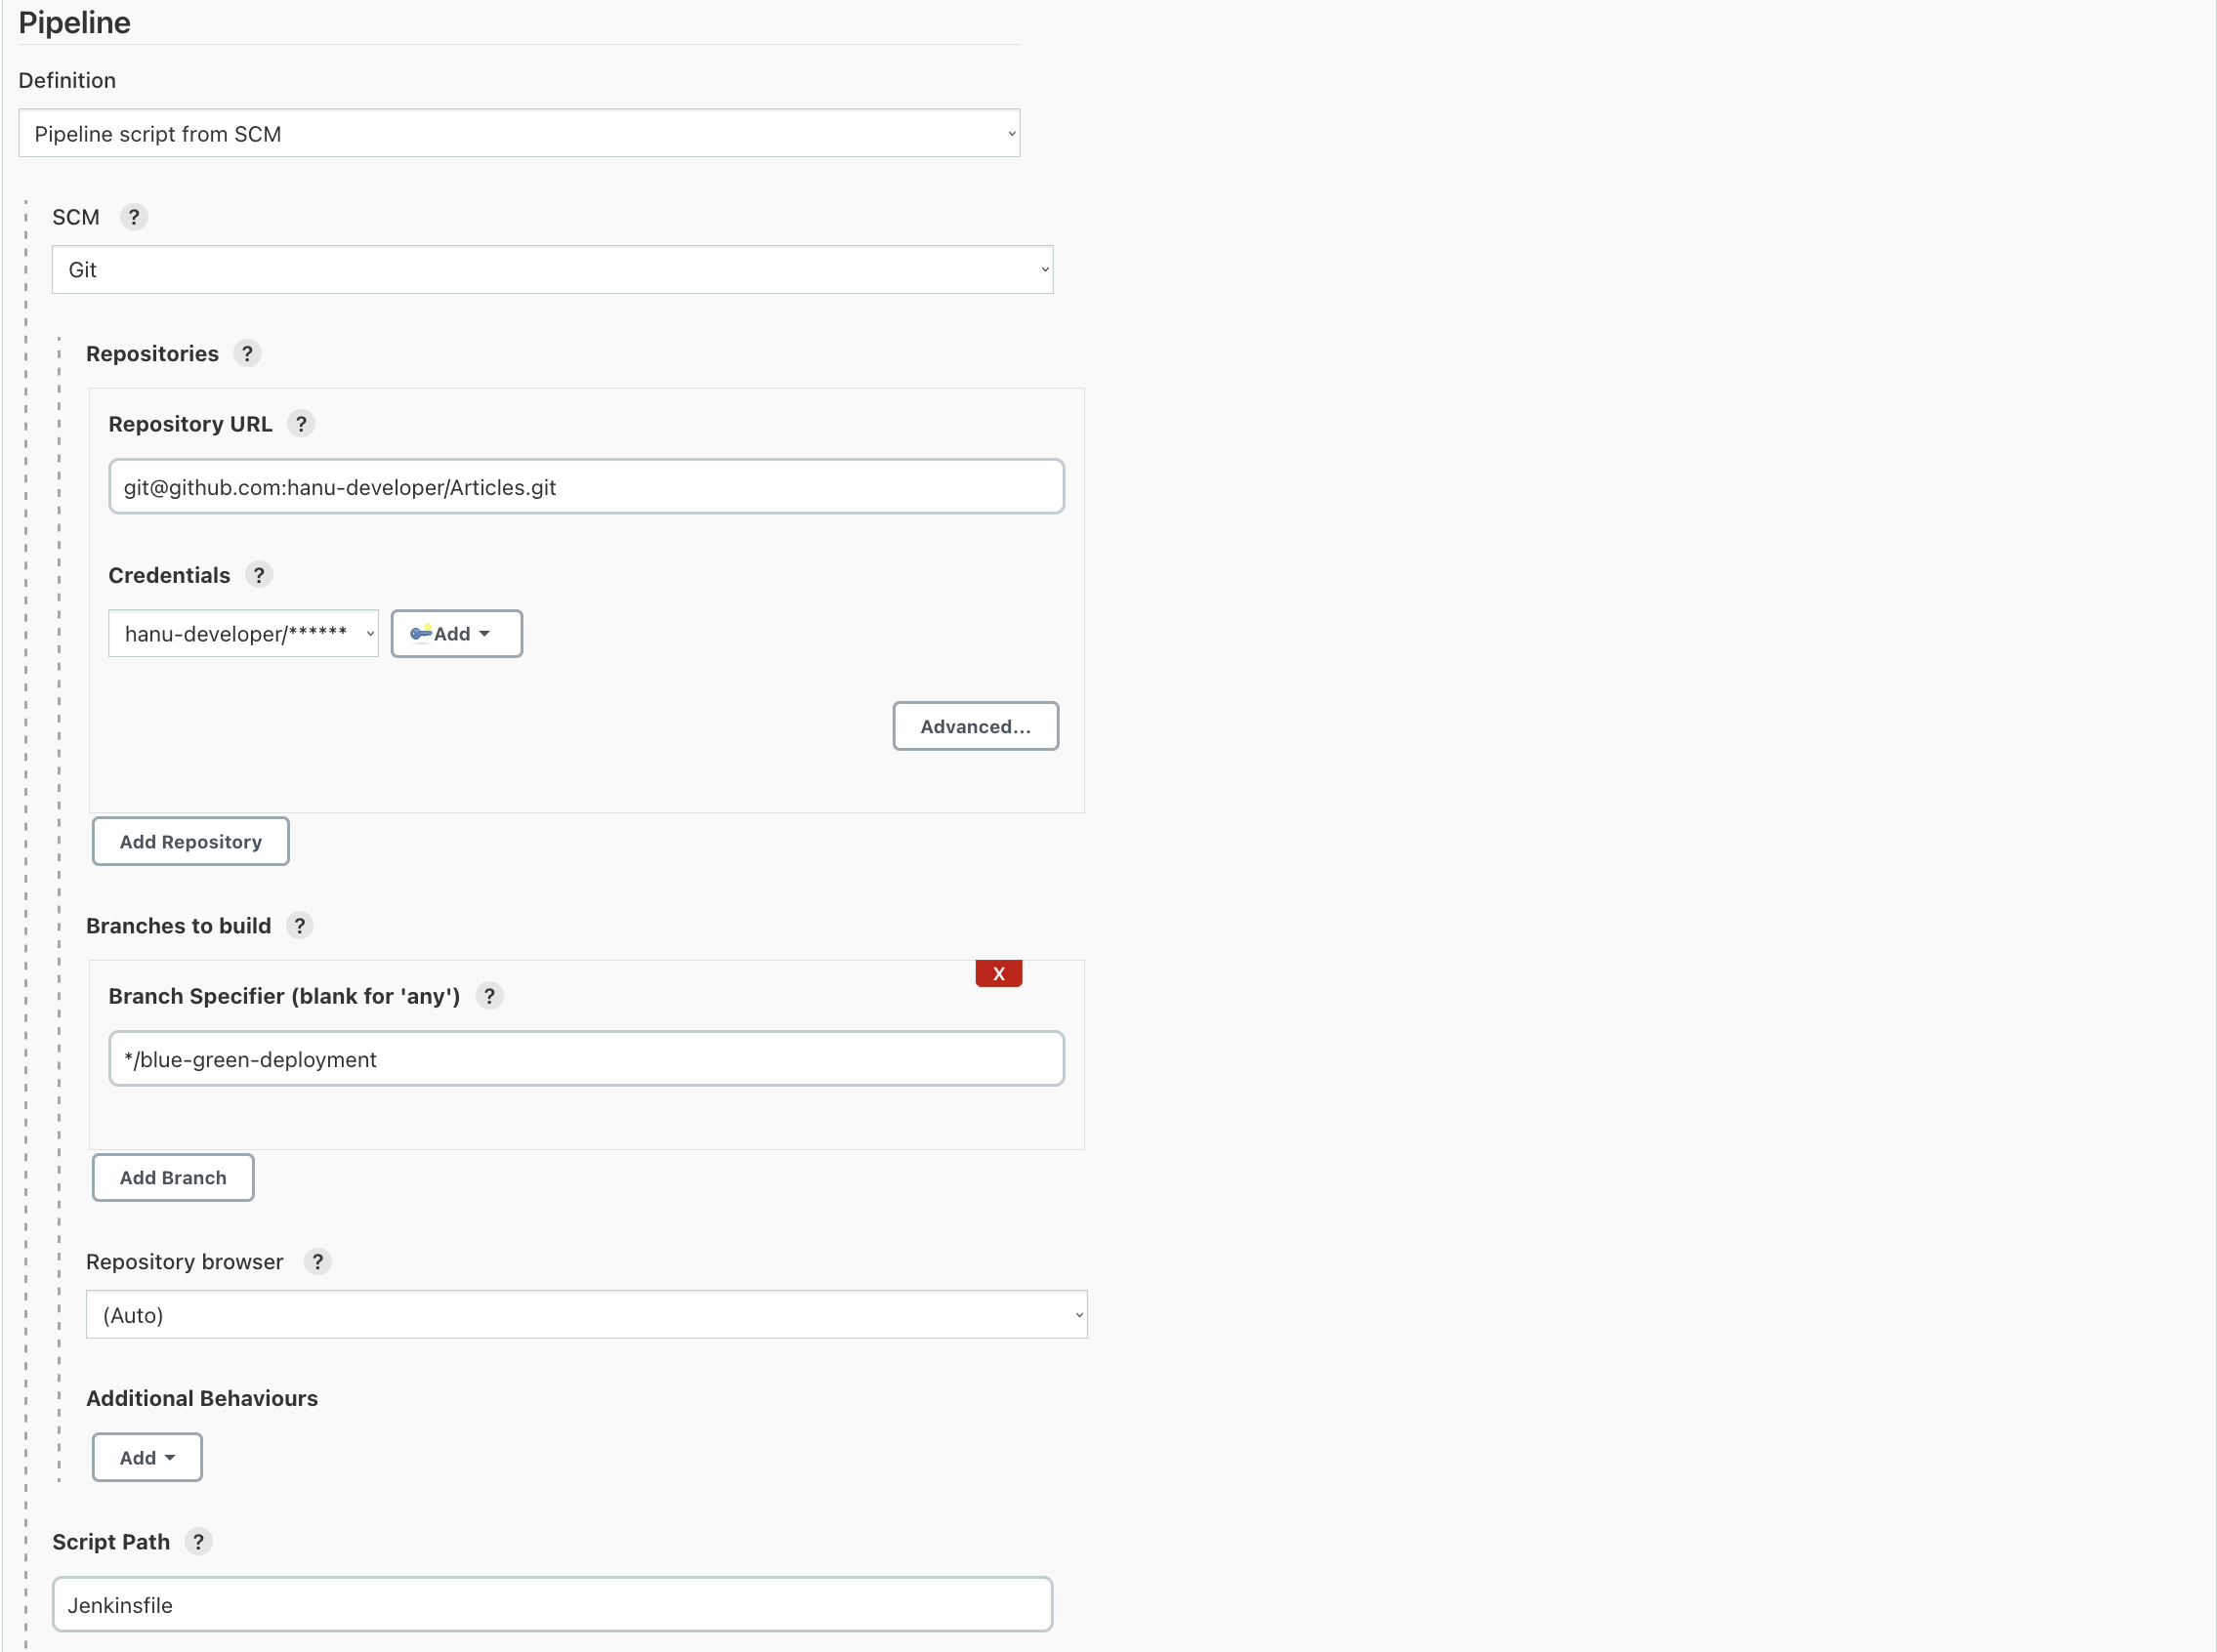 Pipeline
Definition
Pipeline script from SCM
SCM ?
Git
Repositories ?
Repository URL ?
git@github.com:hanu-developer/Articles.git
Credentials ?
hanu-developer/****** Add
Advanced...
Add Repository
Branches to build ?
X
Branch Specifier (blank for 'any') ?
*/blue-green-deployment
Add Branch
Repository browser ?
(Auto)
Additional Behaviours
Add
Script Path ?
Jenkinsfile